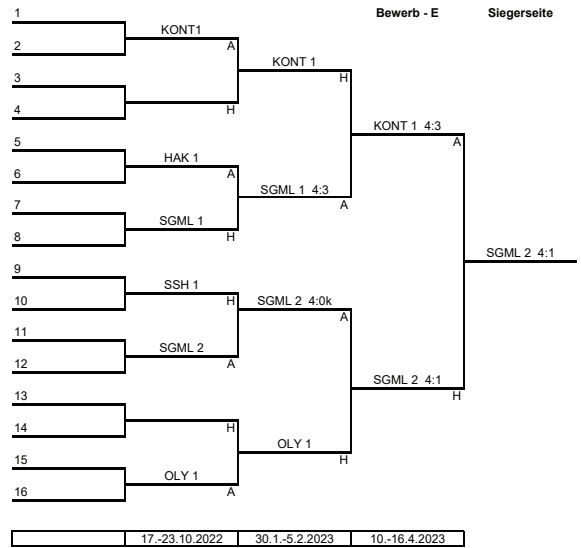 Bewerb - E Siegerseite
1
KONT1
2 A
KONT 1
3 H
4 H
KONT 1 4:3
5 A
HAK 1
6 A
SGML 1 4:3
7 A
SGML 1
8 H
SGML 2 4:1
9
SSH 1
10 H
SGML 2 4:0k
11 A
SGML 2
12 A
SGML 2 4:1
13 H
14 H
OLY 1
15 H
OLY 1
16 A
17.-23.10.2022 30.1.-5.2.2023 10.-16.4.2023